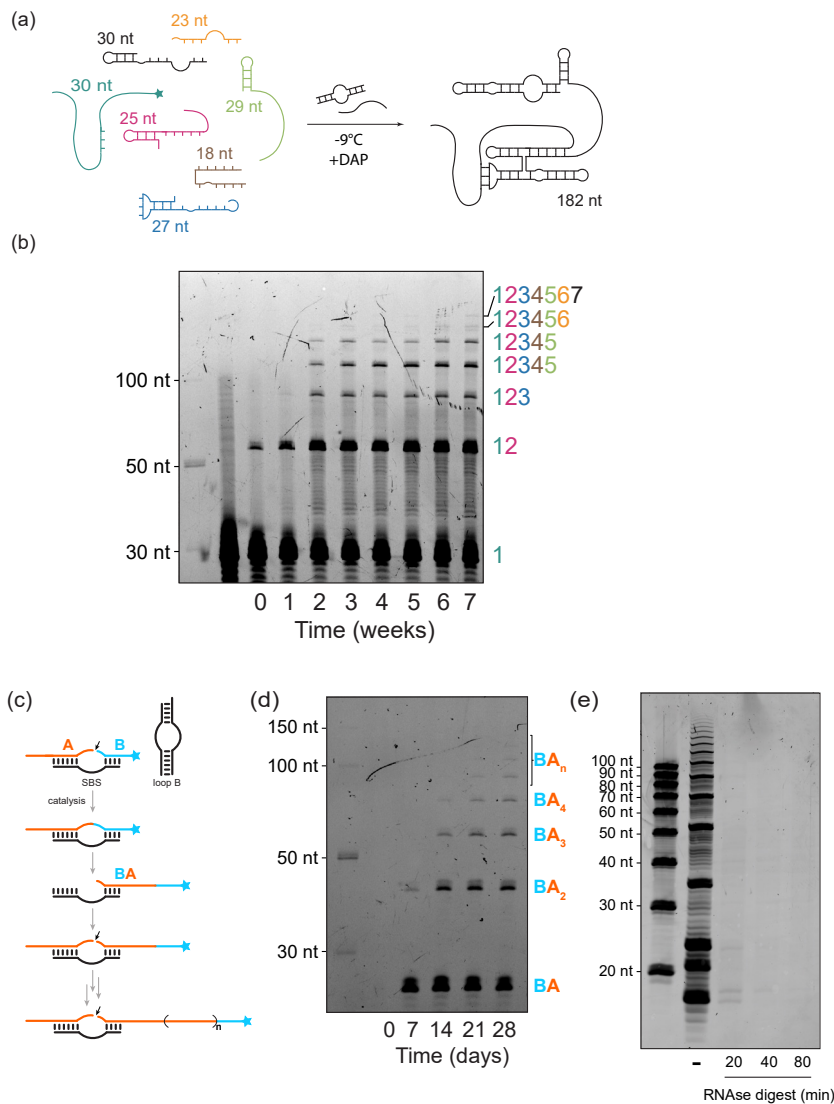 (a)
23 nt
30 nt
30 nt
29 nt
25 nt
18 nt
27 nt
-9°C
+DAP
182 nt
(b)
1234567
123456
12345
12345
123
12
1
100 nt
50 nt
30 nt
0 1 2 3 4 5 6 7
Time (weeks)
(c)
A B
SBS
loop B
catalysis
BA
n
(d)
150 nt
100 nt
50 nt
30 nt
BAn
BA4
BA3
BA2
BA
0 7 14 21 28
Time (days)
(e)
100 nt
90 nt
80 nt
70 nt
60 nt
50 nt
40 nt
30 nt
20 nt
- 20 40 80
RNAse digest (min)